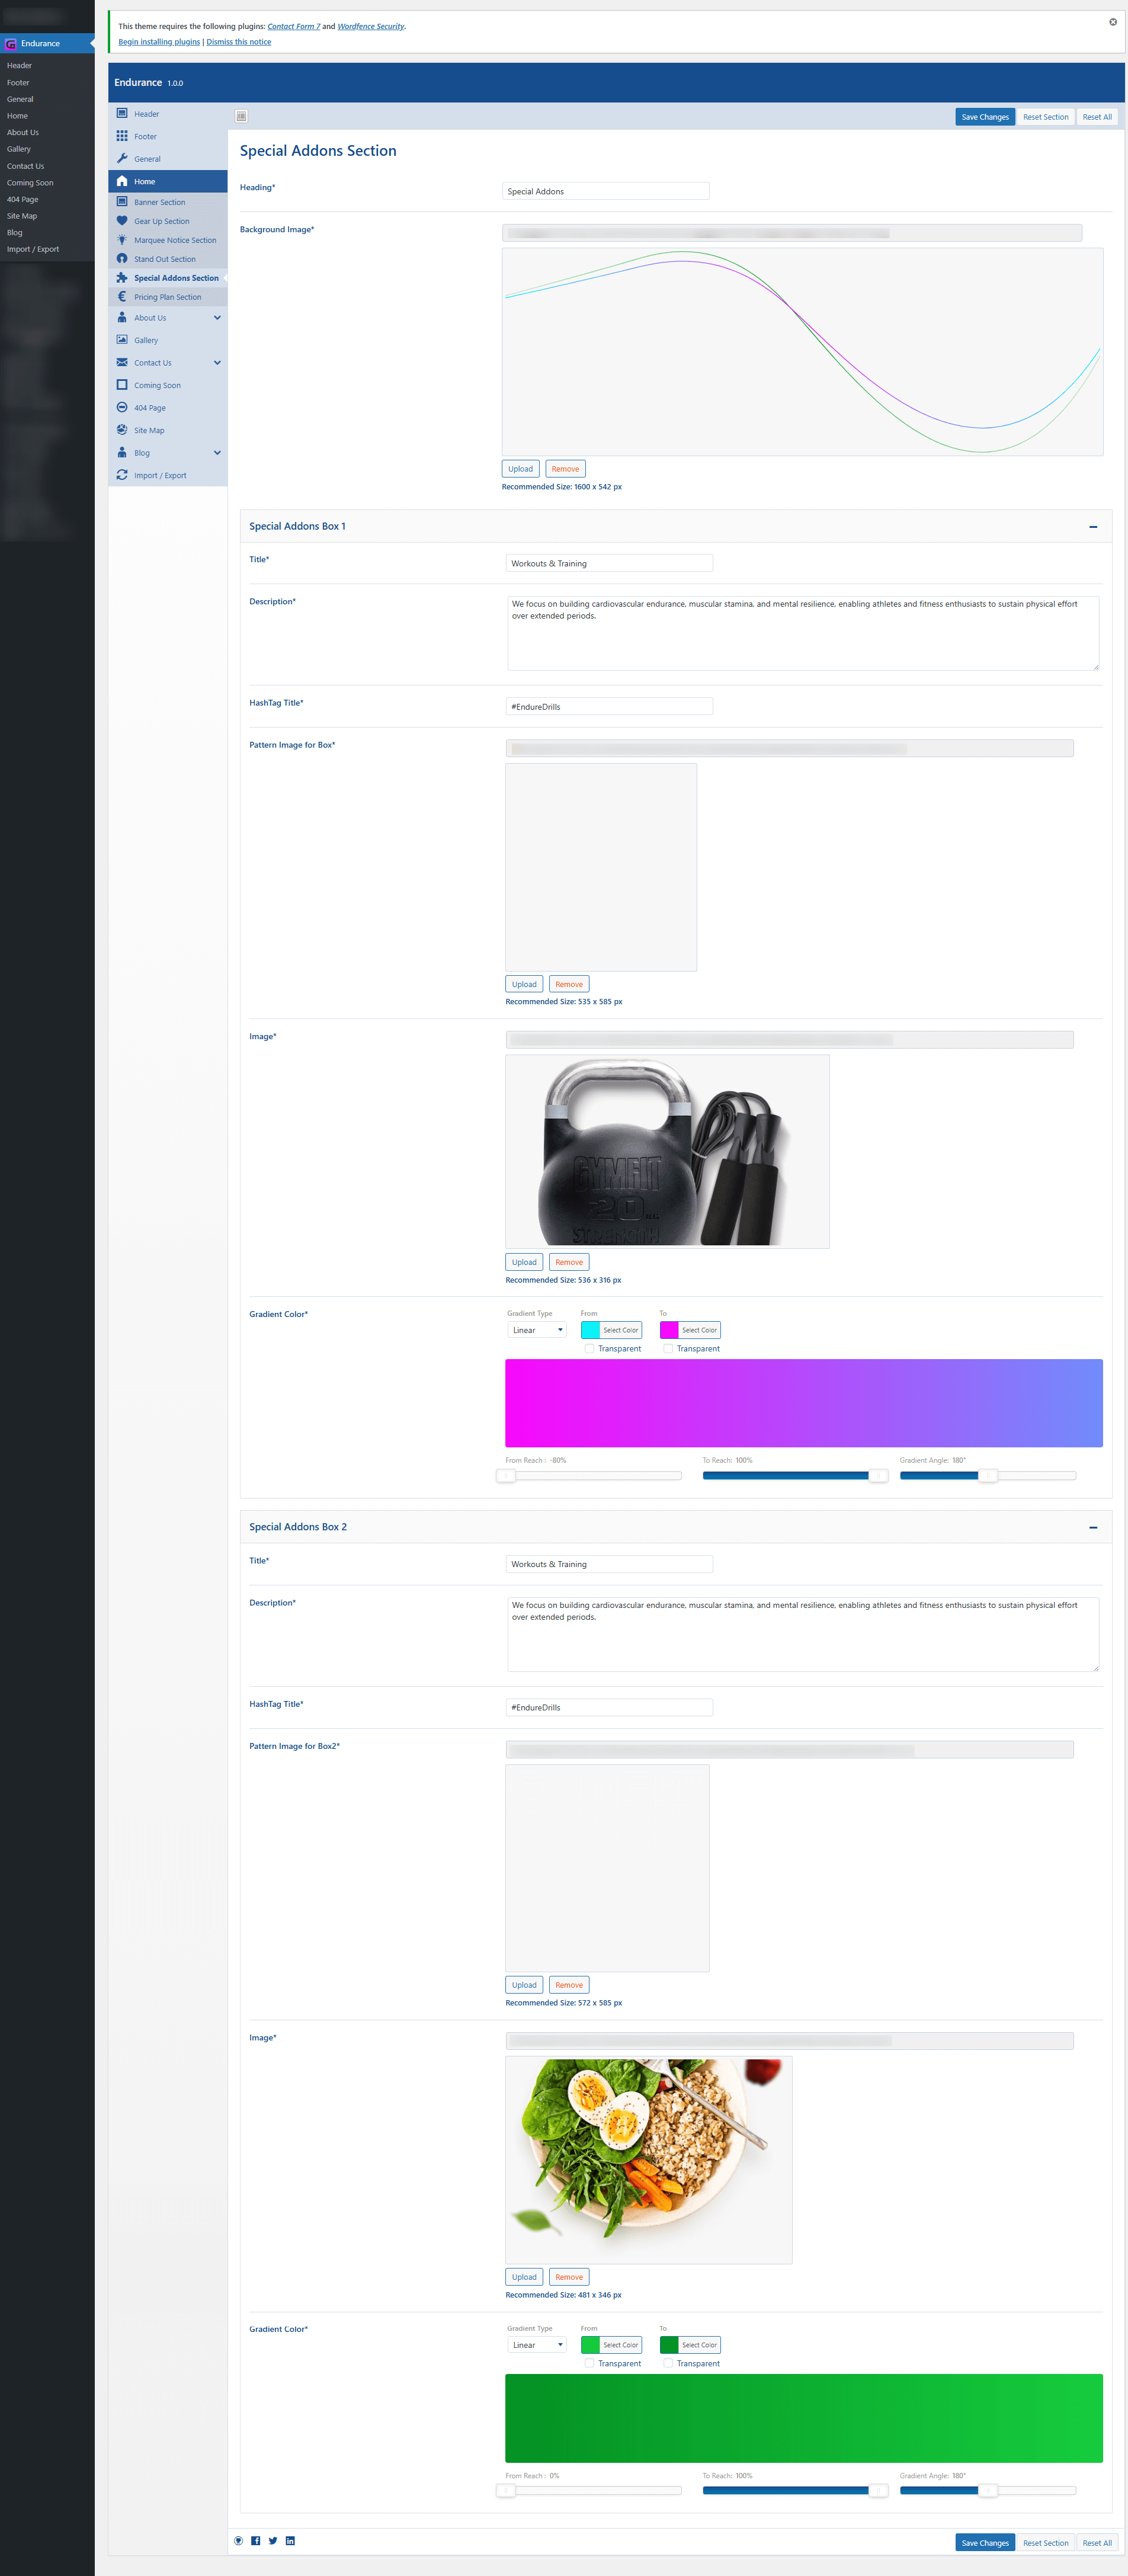 This theme requires the following plugins: Contact Form 7 and Wordfence Security.
Begin installing plugins | Dismiss this notice
Endurance
Header
Footer
General
Home
About Us
Gallery
Contact Us
Coming Soon
404 Page
Site Map
Blog
Import / Export
Endurance 1.0.0
Header
Footer
General
Home
Banner Section
Gear Up Section
Marquee Notice Section
Stand Out Section
Special Addons Section
Pricing Plan Section
About Us
Gallery
Contact Us
Coming Soon
404 Page
Site Map
Blog
Import / Export
Save Changes Reset Section Reset All
Special Addons Section
Heading* Special Addons
Background Image*
Upload Remove
Recommended Size: 1600 x 542 px
Special Addons Box 1
Title* Workouts & Training
Description* We focus on building cardiovascular endurance, muscular stamina, and mental resilience, enabling athletes and fitness enthusiasts to sustain physical effort
over extended periods.
HashTag Title* #EndureDrills
Pattern Image for Box*
Upload Remove
Recommended Size: 535 x 585 px
Image*
GYMFIT
20 KG
STRENGTH
Upload Remove
Recommended Size: 536 x 316 px
Gradient Color* Gradient Type From To
Linear Select Color Select Color
Transparent Transparent
From Reach : -80% To Reach: 100% Gradient Angle: 180°
Special Addons Box 2
Title* Workouts & Training
Description* We focus on building cardiovascular endurance, muscular stamina, and mental resilience, enabling athletes and fitness enthusiasts to sustain physical effort
over extended periods.
HashTag Title* #EndureDrills
Pattern Image for Box2*
Upload Remove
Recommended Size: 572 x 585 px
Image*
Upload Remove
Recommended Size: 481 x 346 px
Gradient Color* Gradient Type From To
Linear Select Color Select Color
Transparent Transparent
From Reach : 0% To Reach: 100% Gradient Angle: 180°
Save Changes Reset Section Reset All